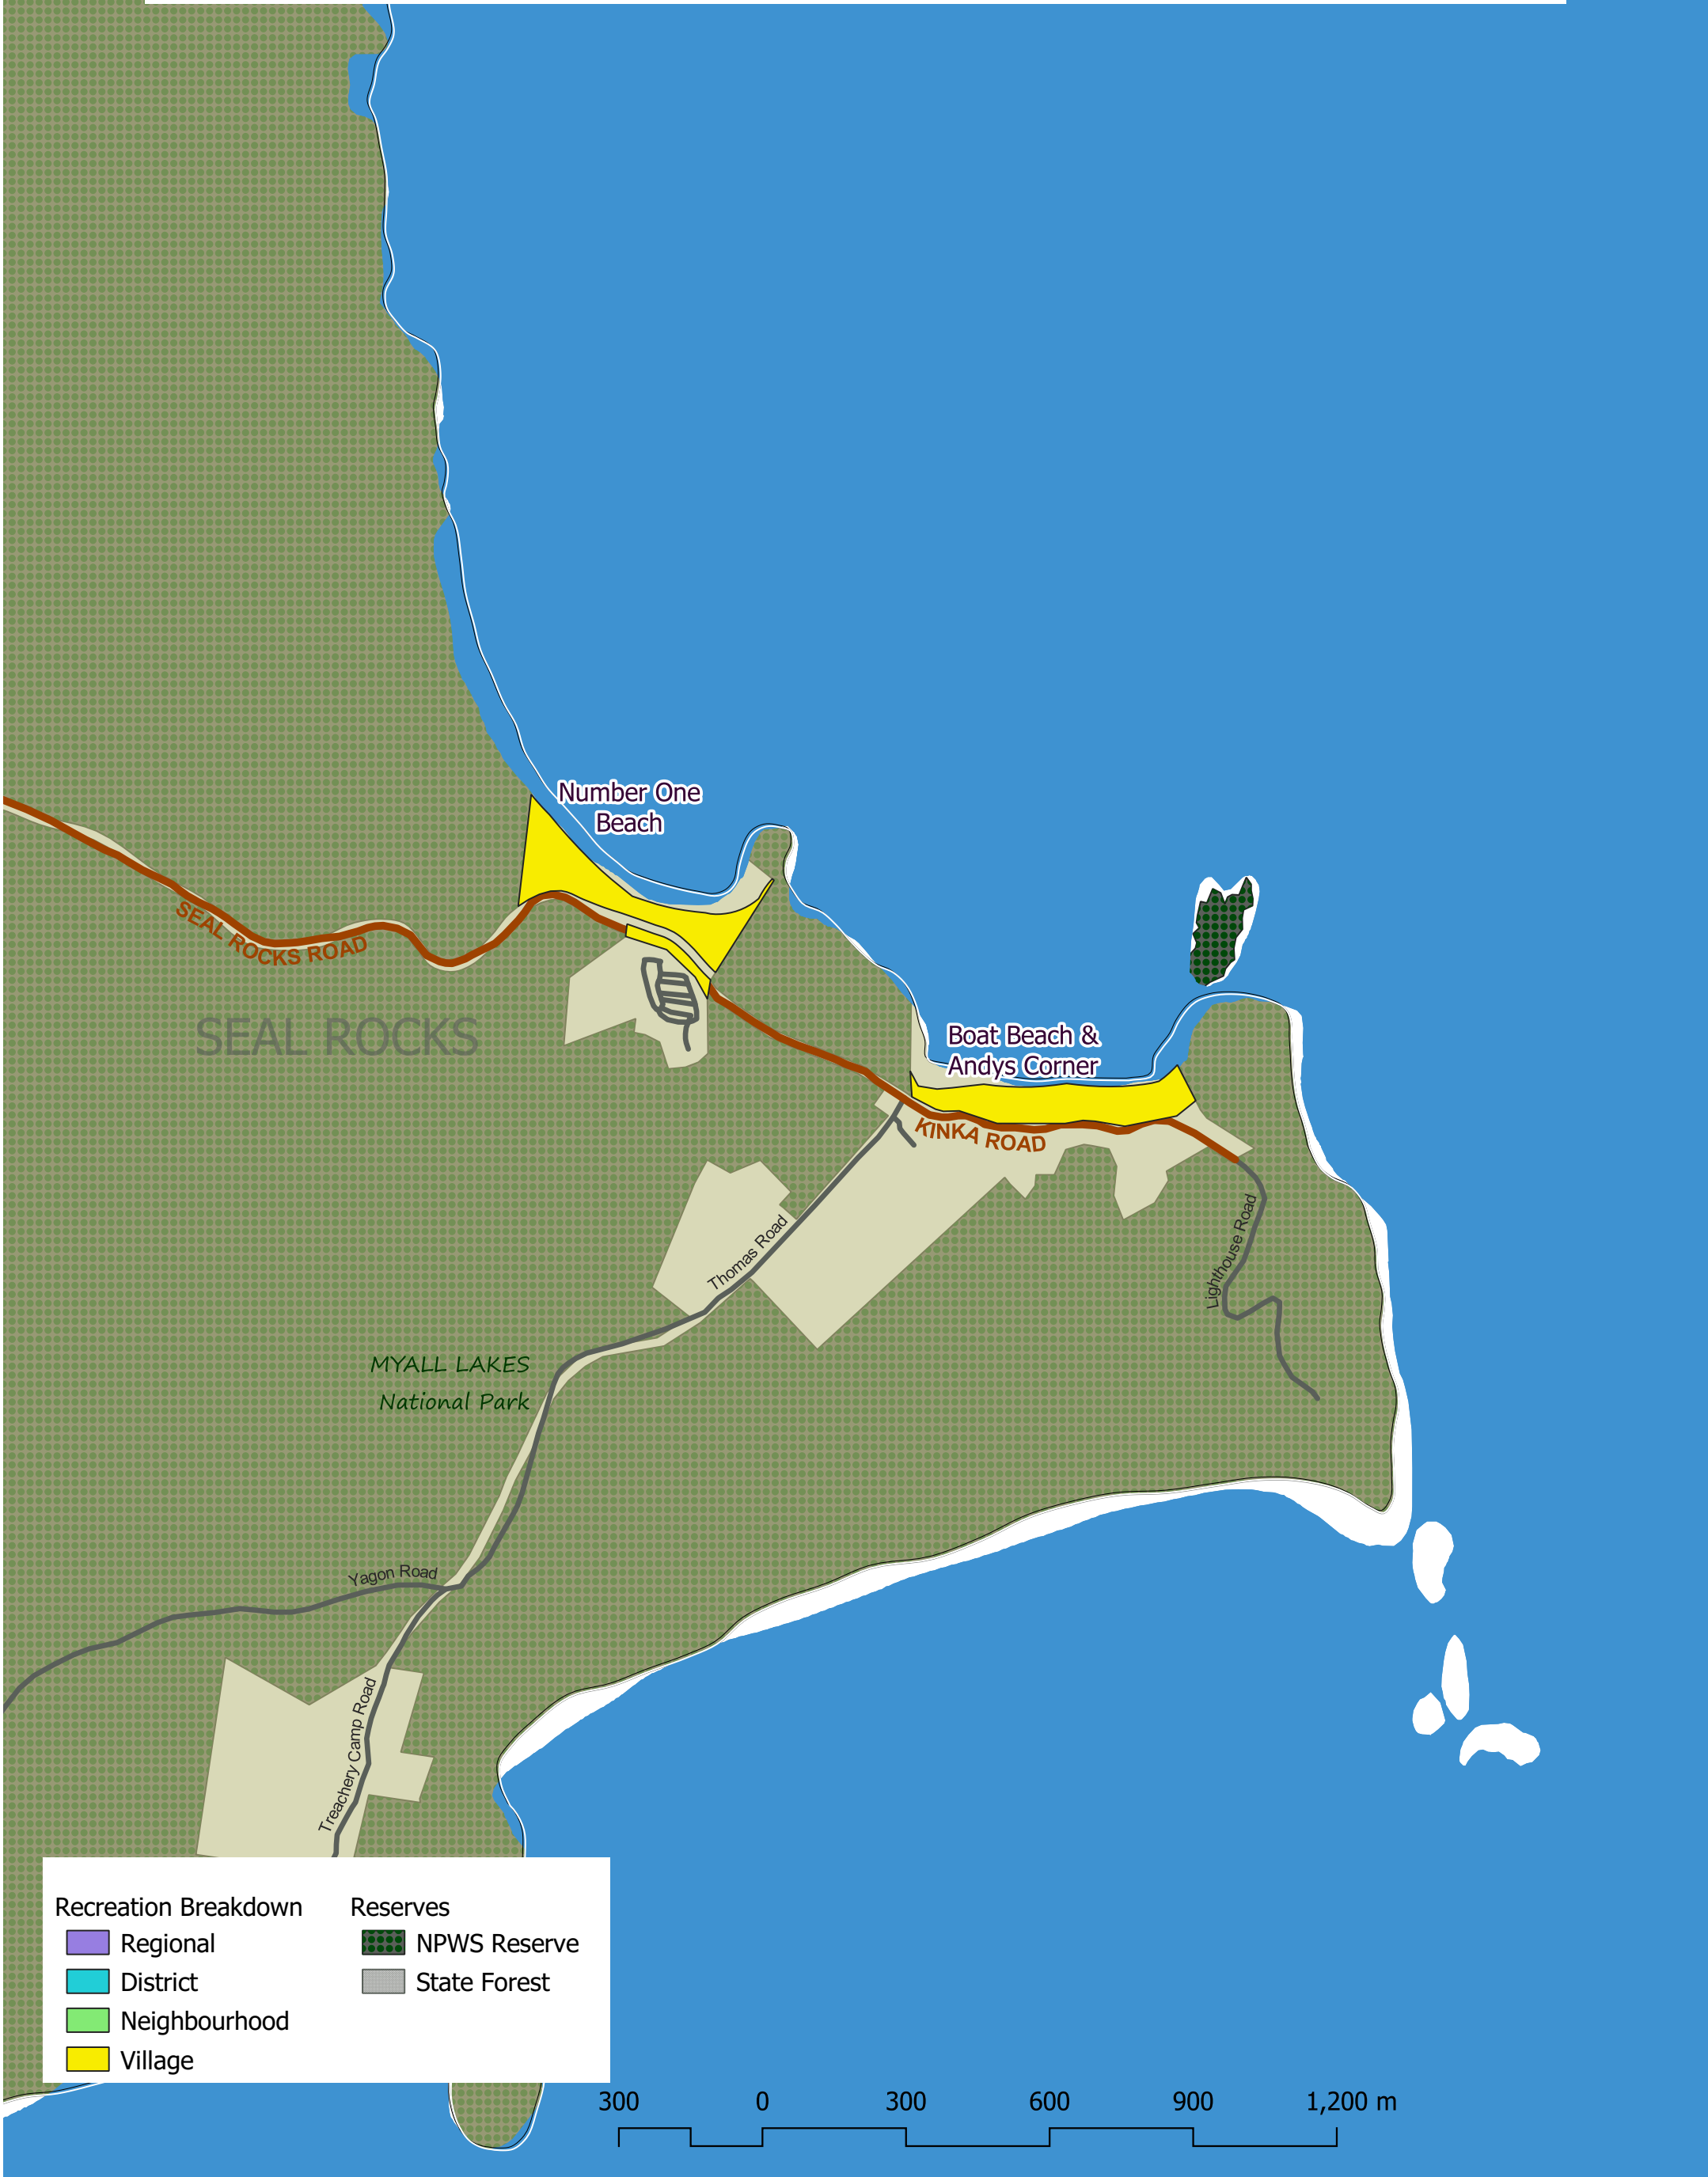 Number One
Beach
SEAL ROCKS ROAD
SEAL ROCKS
Boat Beach &
Andys Corner
KINKA ROAD
Thomas Road
Lighthouse Road
MYALL LAKES
National Park
Yagon Road
Treachery Camp Road
Recreation Breakdown
Regional
District
Neighbourhood
Village
Reserves
NPWS Reserve
State Forest
300 0 300 600 900 1,200 m